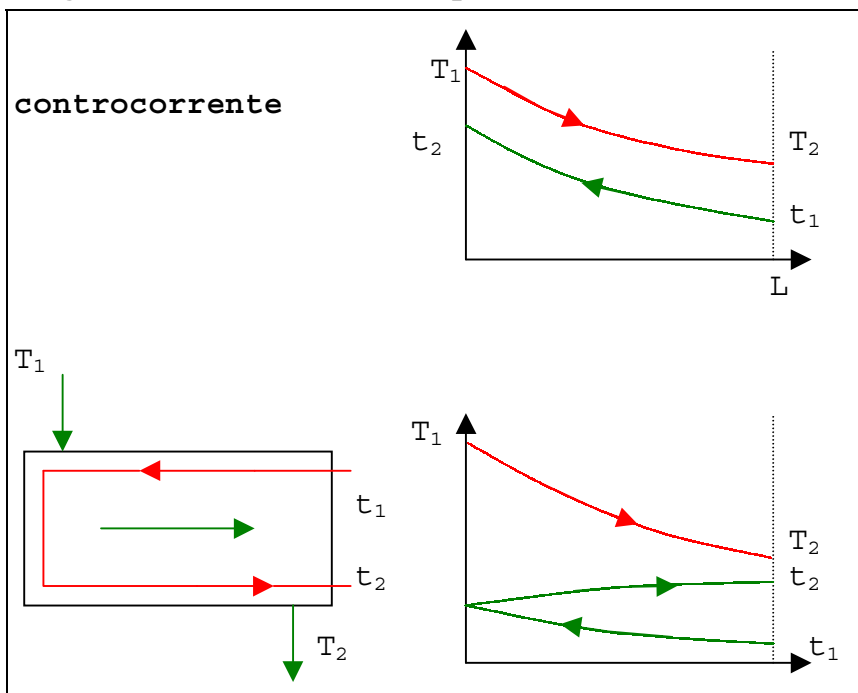 T₁
controcorrente
t₂
T₂
t₁
L
T₁
t₁
t₂
T₂
T₁
T₂
t₂
t₁